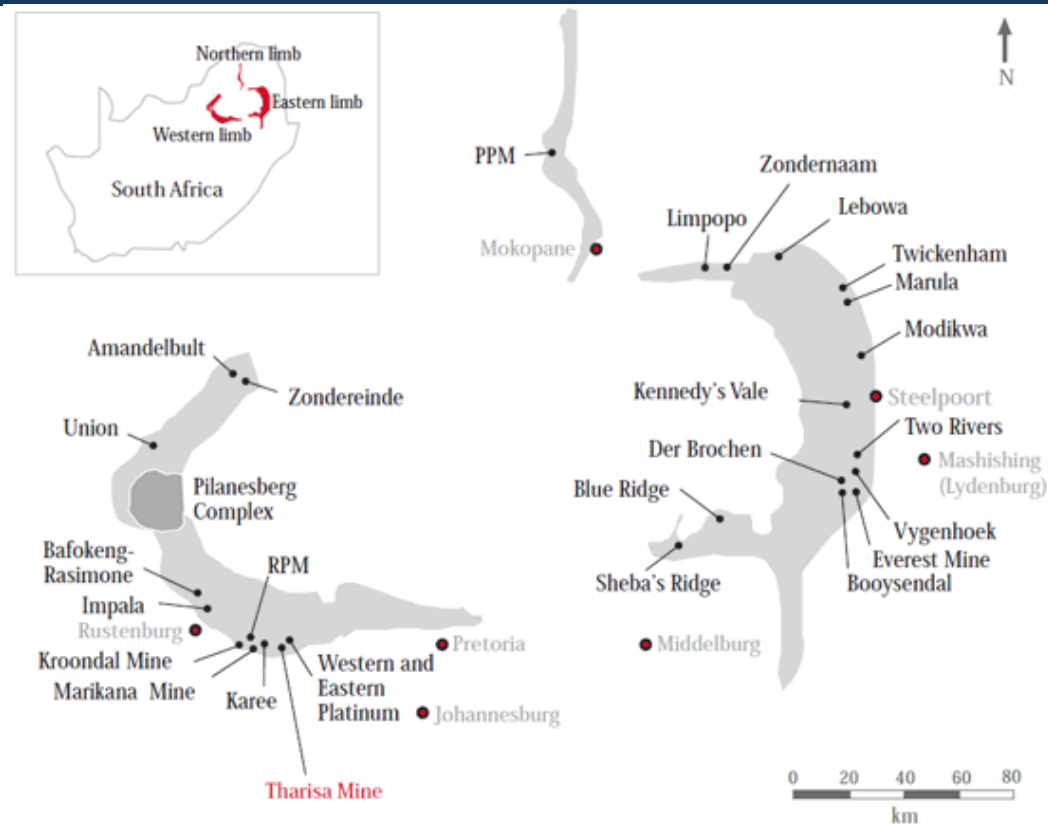 Northern limb
Eastern limb
Western limb
South Africa
N
PPM
Mokopane
Zondernaam
Limpopo
Lebowa
Twickenham
Marula
Modikwa
Kennedy's Vale
Steelpoort
Two Rivers
Der Brochen
Mashishing
(Lydenburg)
Blue Ridge
Vygenhoek
Everest Mine
Sheba's Ridge
Booysendal
Middelburg
Amandelbult
Zondereinde
Union
Pilanesberg
Complex
Bafokeng-
Rasimone
RPM
Impala
Rustenburg
Kroondal Mine
Marikana Mine
Karee
Western and
Eastern
Platinum
Pretoria
Johannesburg
Tharisa Mine
0 20 40 60 80
km